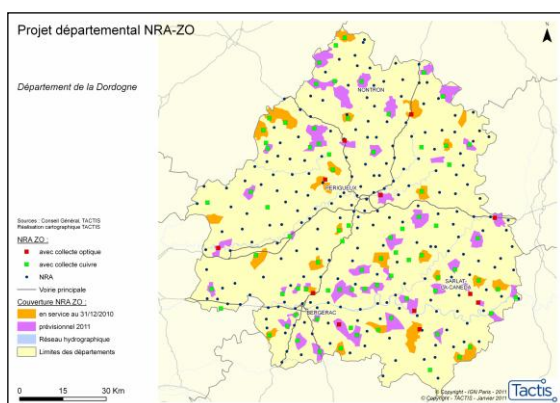 Projet départemental NRA-ZO
Département de la Dordogne
NONTRON
PERIGUEUX
SARLAT-
LA-CANEDA
BERGERAC
Sources : Conseil Général, TACTIS
Réalisation cartographique TACTIS
NRA ZO :
avec collecte optique
avec collecte cuivre
NRA
Voirie principale
Couverture NRA ZO :
en service au 31/12/2010
prévisionnel 2011
Réseau hydrographique
Limites des départements
0 15 30 Km
© Copyright - IGN Paris - 2011
© Copyright - TACTIS - Janvier 2011
Tactis